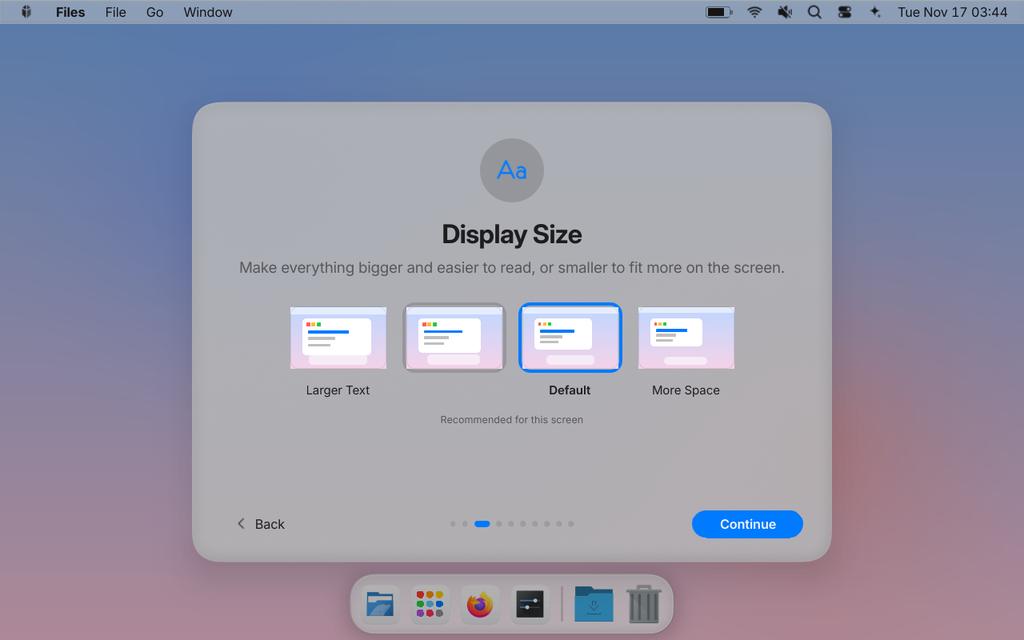 Files File Go Window Tue Nov 17 03:44
Aa
Display Size
Make everything bigger and easier to read, or smaller to fit more on the screen.
Larger Text Default More Space
Recommended for this screen
Back Continue